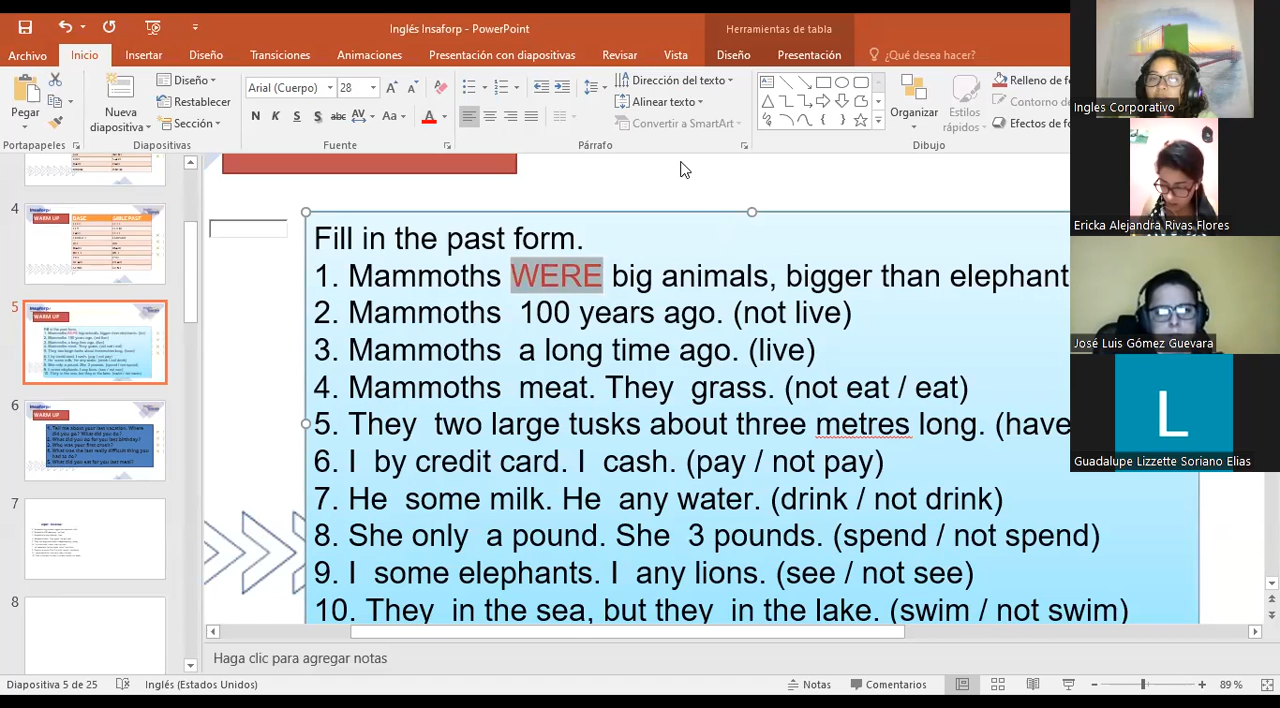 Inglés Insaforp - PowerPoint
Herramientas de tabla
Archivo Inicio Insertar Diseño Transiciones Animaciones Presentación con diapositivas Revisar Vista Diseño Presentación ¿Qué desea hacer?
Pegar
Portapapeles
Nueva diapositiva
Diseño
Restablecer
Sección
Diapositivas
Arial (Cuerpo) 28
N K S S abc AV Aa A
Fuente
Dirección del texto
Alinear texto
Convertir a SmartArt
Párrafo
Organizar
Estilos rápidos
Relleno de
Contorno
Efectos de
Dibujo
Ingles Corporativo
Ericka Alejandra Rivas Flores
José Luis Gómez Guevara
L
Guadalupe Lizzette Soriano Elias
4
WARM UP
5
WARM UP
6
WARM UP
7
8
Fill in the past form.
1. Mammoths WERE big animals, bigger than elephant
2. Mammoths 100 years ago. (not live)
3. Mammoths a long time ago. (live)
4. Mammoths meat. They grass. (not eat / eat)
5. They two large tusks about three metres long. (have
6. I by credit card. I cash. (pay / not pay)
7. He some milk. He any water. (drink / not drink)
8. She only a pound. She 3 pounds. (spend / not spend)
9. I some elephants. I any lions. (see / not see)
10. They in the sea, but they in the lake. (swim / not swim)
Haga clic para agregar notas
Diapositiva 5 de 25 Inglés (Estados Unidos) Notas Comentarios 89 %